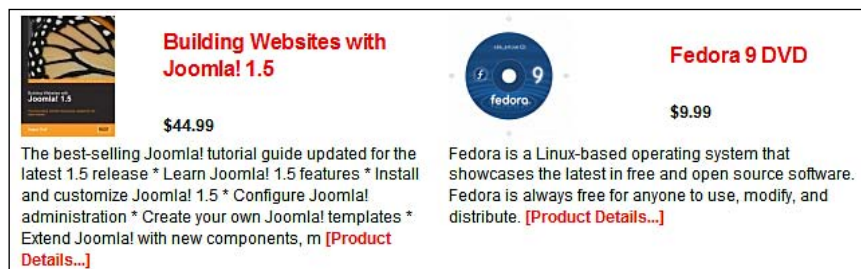 Building Websites with
Joomla! 1.5
Joomla! 1.5
$44.99
The best-selling Joomla! tutorial guide updated for the
latest 1.5 release * Learn Joomla! 1.5 features * Install
and customize Joomla! 1.5 * Configure Joomla!
administration * Create your own Joomla! templates *
Extend Joomla! with new components, m [Product
Details...]
9
fedora
Fedora 9 DVD
$9.99
Fedora is a Linux-based operating system that
showcases the latest in free and open source software.
Fedora is always free for anyone to use, modify, and
distribute. [Product Details...]